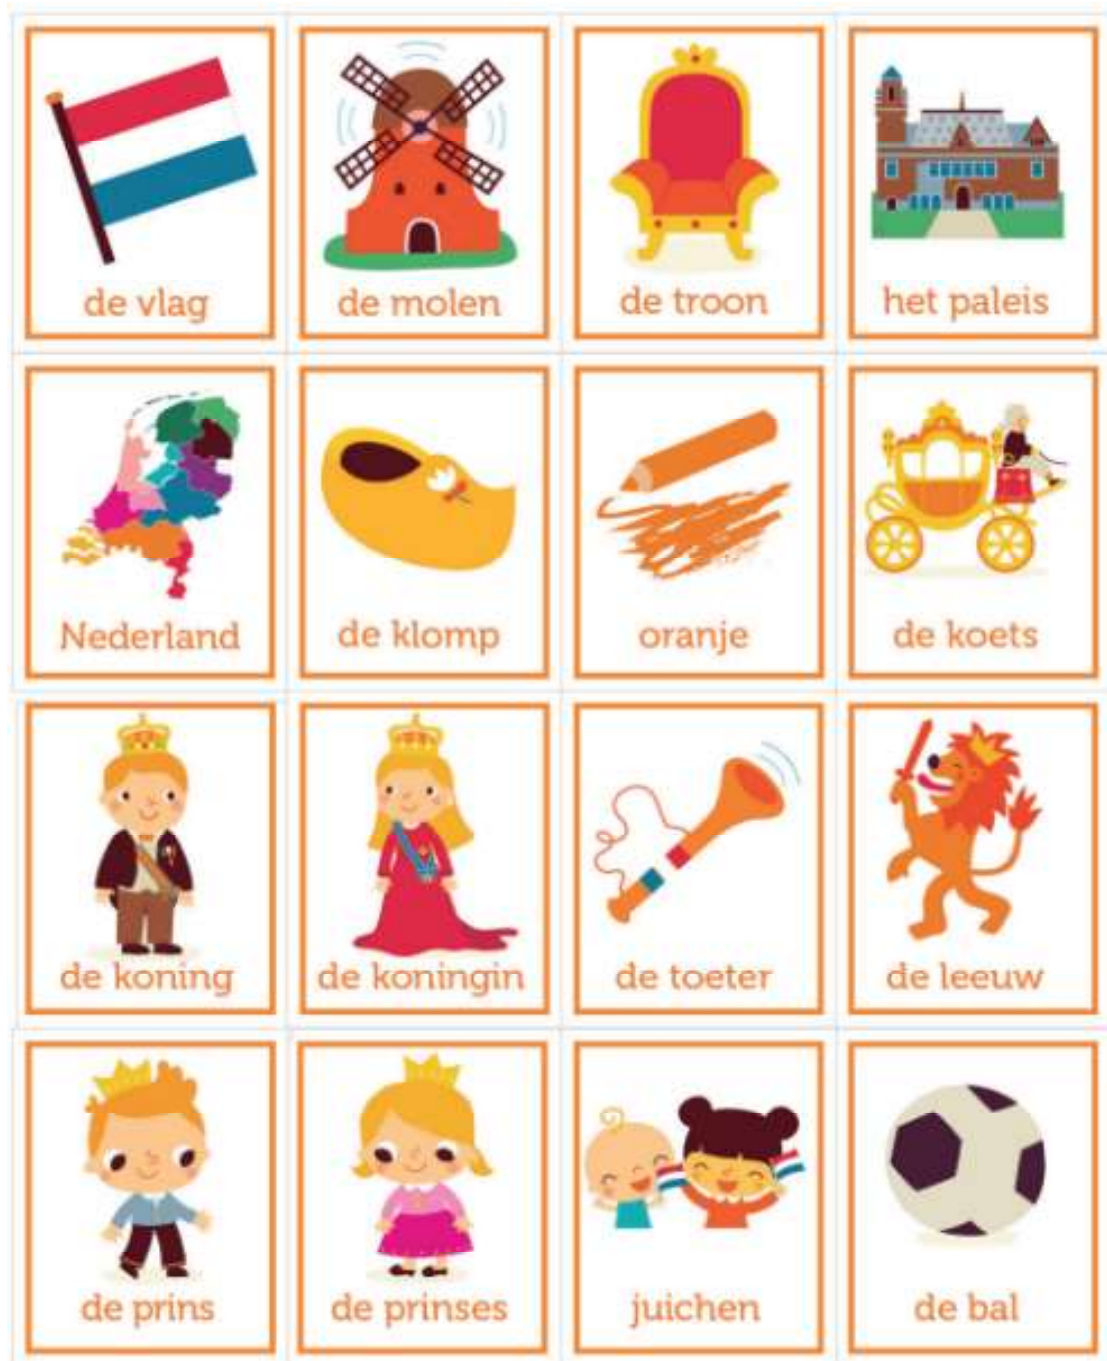 de vlag
de molen
de troon
het paleis
Nederland
de klomp
oranje
de koets
de koning
de koningin
de toeter
de leeuw
de prins
de prinses
juichen
de bal